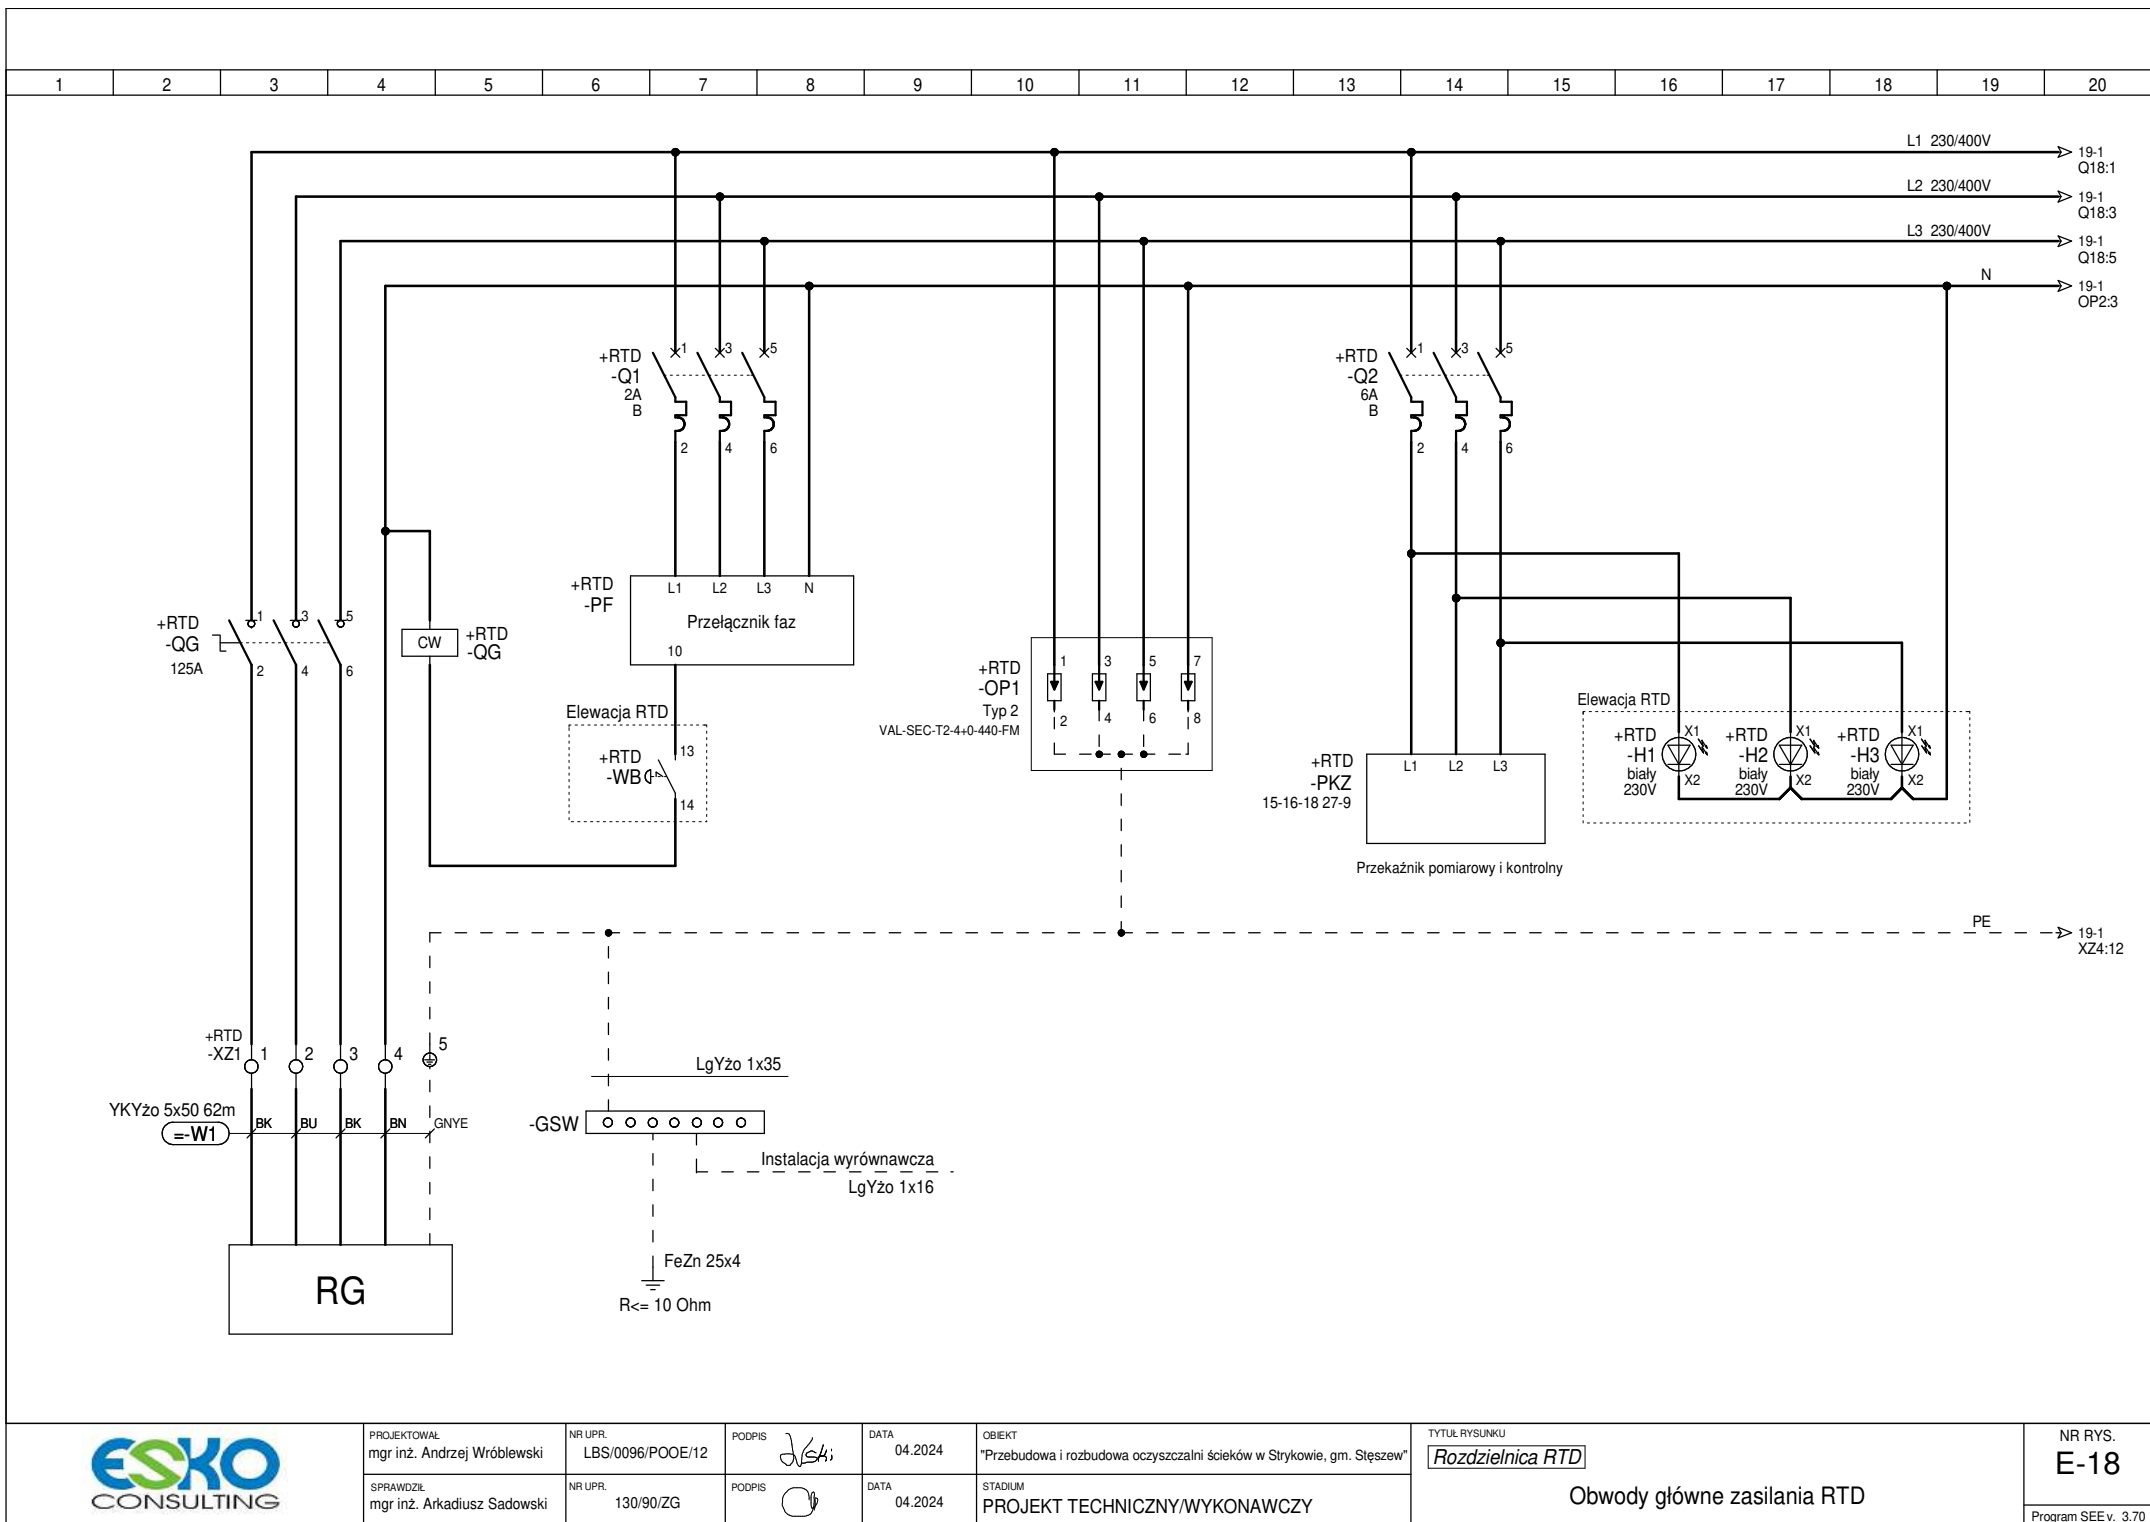 1 2 3 4 5 6 7 8 9 10 11 12 13 14 15 16 17 18 19 20
L1 230/400V
19-1
Q18:1
L2 230/400V
19-1
Q18:3
L3 230/400V
19-1
Q18:5
N
19-1
OP2:3
+RTD
-Q1
2A
B
1 3 5
2 4 6
+RTD
-Q2
6A
B
1 3 5
2 4 6
+RTD
-QG
125A
1 3 5
2 4 6
CW
+RTD
-QG
+RTD
-PF
L1 L2 L3 N
Przełącznik faz
10
Elewacja RTD
+RTD
-WB
13
14
+RTD
-OP1
Typ 2
VAL-SEC-T2-4+0-440-FM
1 3 5 7
2 4 6 8
+RTD
-PKZ
15-16-18 27-9
L1 L2 L3
Przekaźnik pomiarowy i kontrolny
Elewacja RTD
+RTD
-H1
biały
230V
X1
X2
+RTD
-H2
biały
230V
X1
X2
+RTD
-H3
biały
230V
X1
X2
PE
19-1
XZ4:12
+RTD
-XZ1
1 2 3 4 5
YKYżo 5x50 62m
=-W1
BK BU BK BN GNYE
RG
LgYżo 1x35
-GSW
Instalacja wyrównawcza
LgYżo 1x16
FeZn 25x4
R<= 10 Ohm
ESKO
CONSULTING
PROJEKTOWAŁ
mgr inż. Andrzej Wróblewski
NR UPR.
LBS/0096/POOE/12
PODPIS
DATA
04.2024
OBIEKT
"Przebudowa i rozbudowa oczyszczalni ścieków w Strykowie, gm. Stęszew"
SPRAWDZIŁ
mgr inż. Arkadiusz Sadowski
NR UPR.
130/90/ZG
PODPIS
DATA
04.2024
STADIUM
PROJEKT TECHNICZNY/WYKONAWCZY
TYTUŁ RYSUNKU
Rozdzielnica RTD
Obwody główne zasilania RTD
NR RYS.
E-18
Program SEE v. 3.70